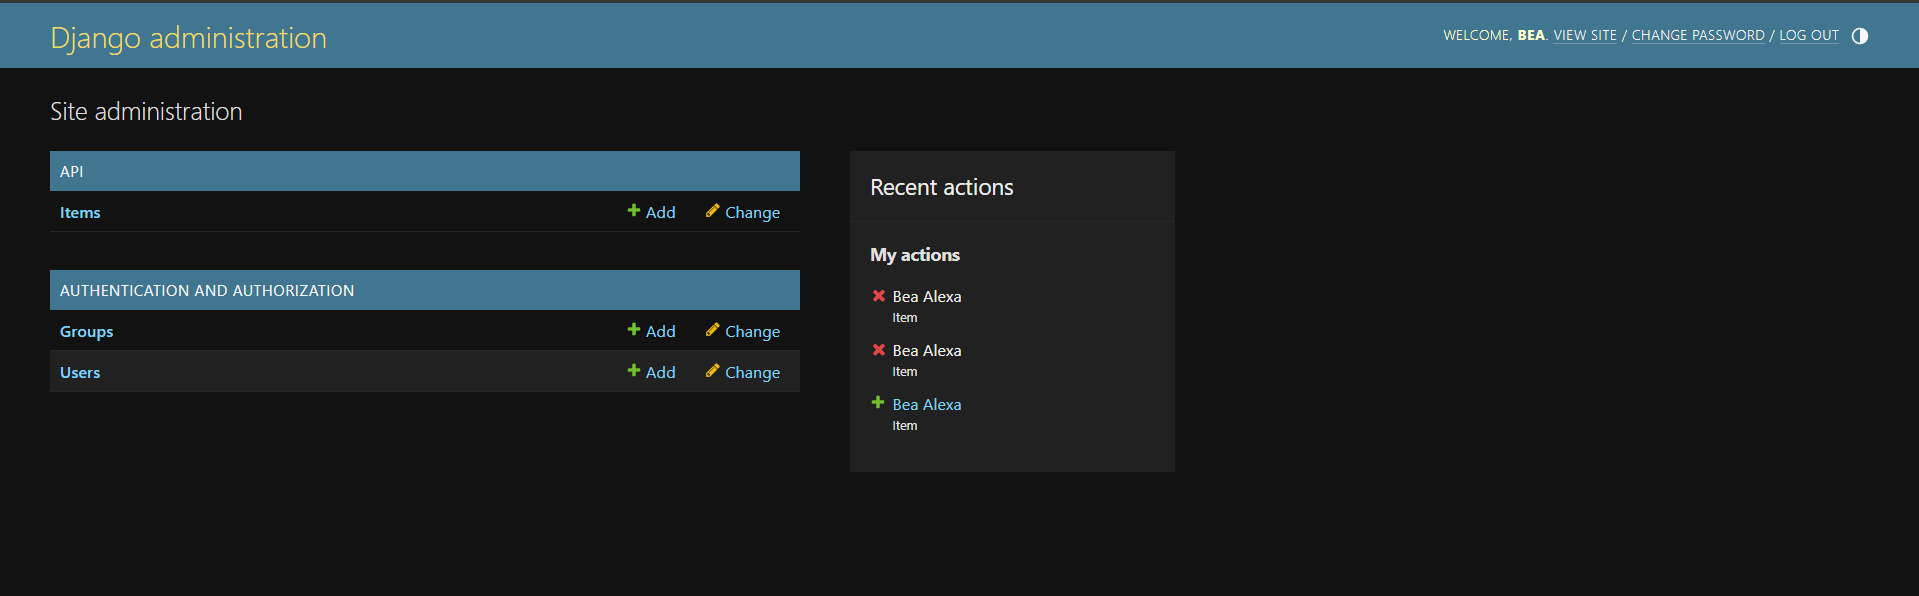 Django administration
WELCOME, BEA. VIEW SITE / CHANGE PASSWORD / LOG OUT
Site administration
API
Items Add Change
AUTHENTICATION AND AUTHORIZATION
Groups Add Change
Users Add Change
Recent actions
My actions
Bea Alexa
Item
Bea Alexa
Item
Bea Alexa
Item